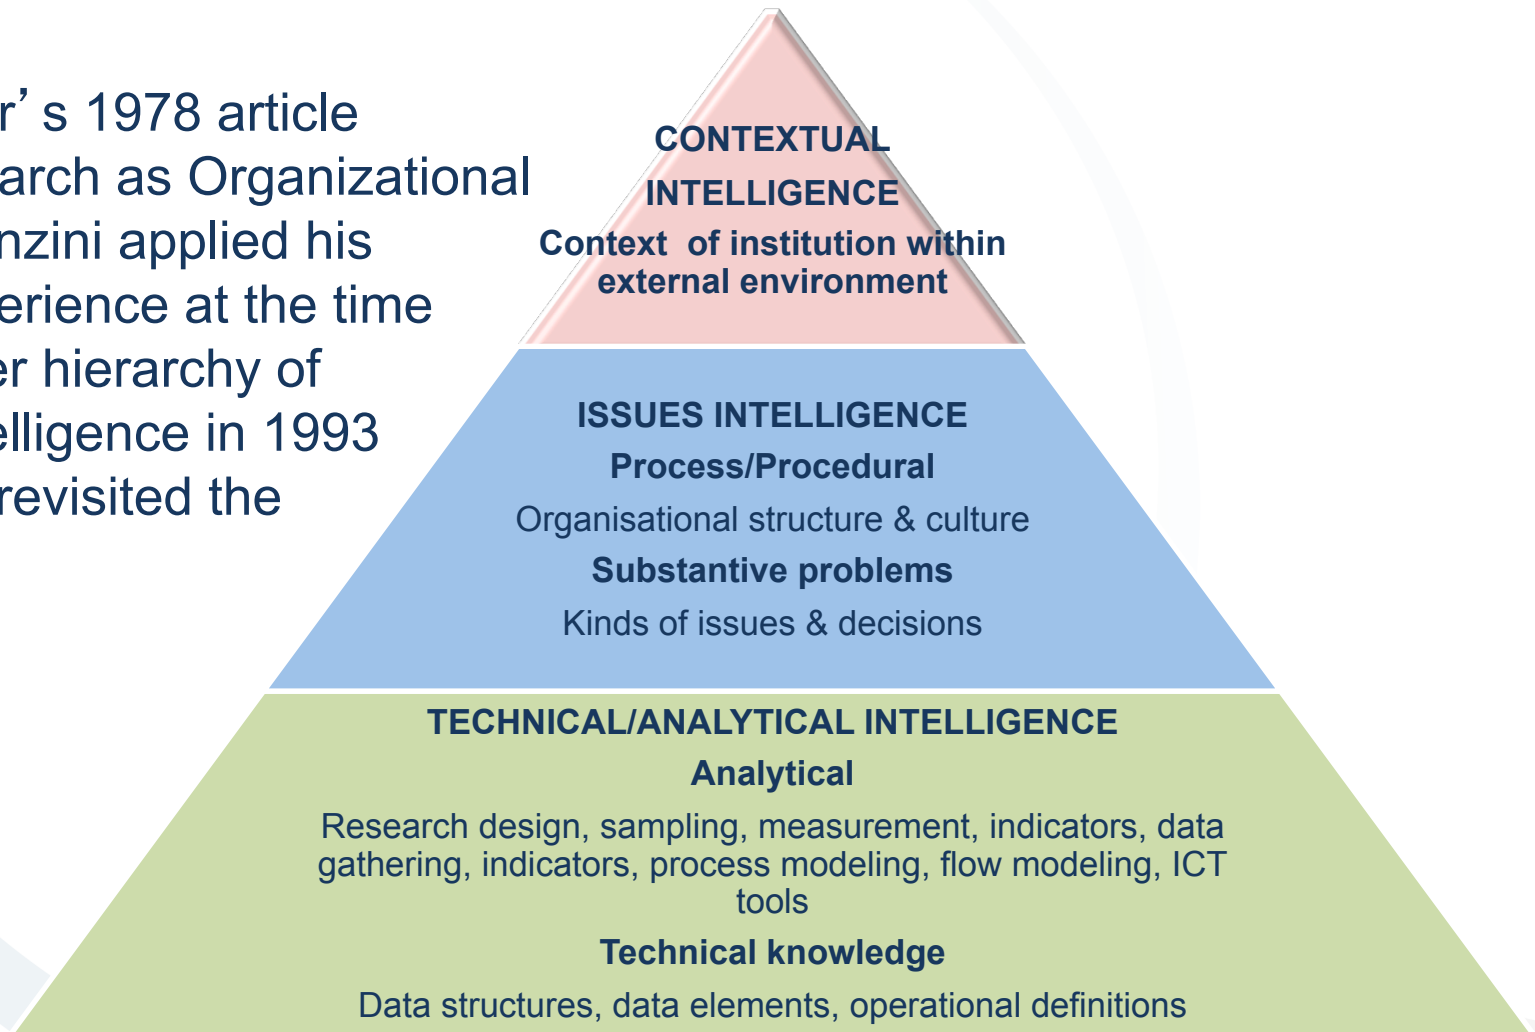 r’s 1978 article
arch as Organizational
nzini applied his
erience at the time
er hierarchy of
elligence in 1993
revisited the
CONTEXTUAL
INTELLIGENCE
Context of institution within
external environment
ISSUES INTELLIGENCE
Process/Procedural
Organisational structure & culture
Substantive problems
Kinds of issues & decisions
TECHNICAL/ANALYTICAL INTELLIGENCE
Analytical
Research design, sampling, measurement, indicators, data
gathering, indicators, process modeling, flow modeling, ICT
tools
Technical knowledge
Data structures, data elements, operational definitions